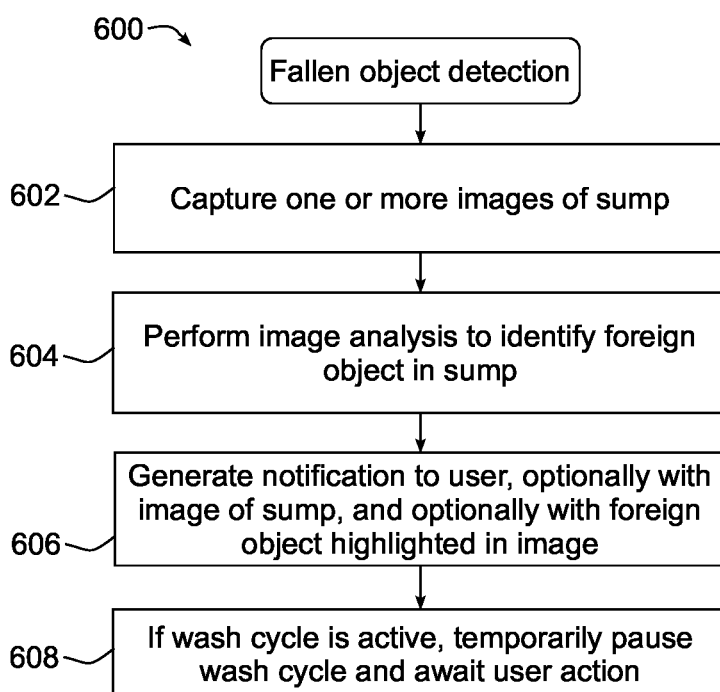 600
Fallen object detection
602
Capture one or more images of sump
604
Perform image analysis to identify foreign
object in sump
606
Generate notification to user, optionally with
image of sump, and optionally with foreign
object highlighted in image
608
If wash cycle is active, temporarily pause
wash cycle and await user action